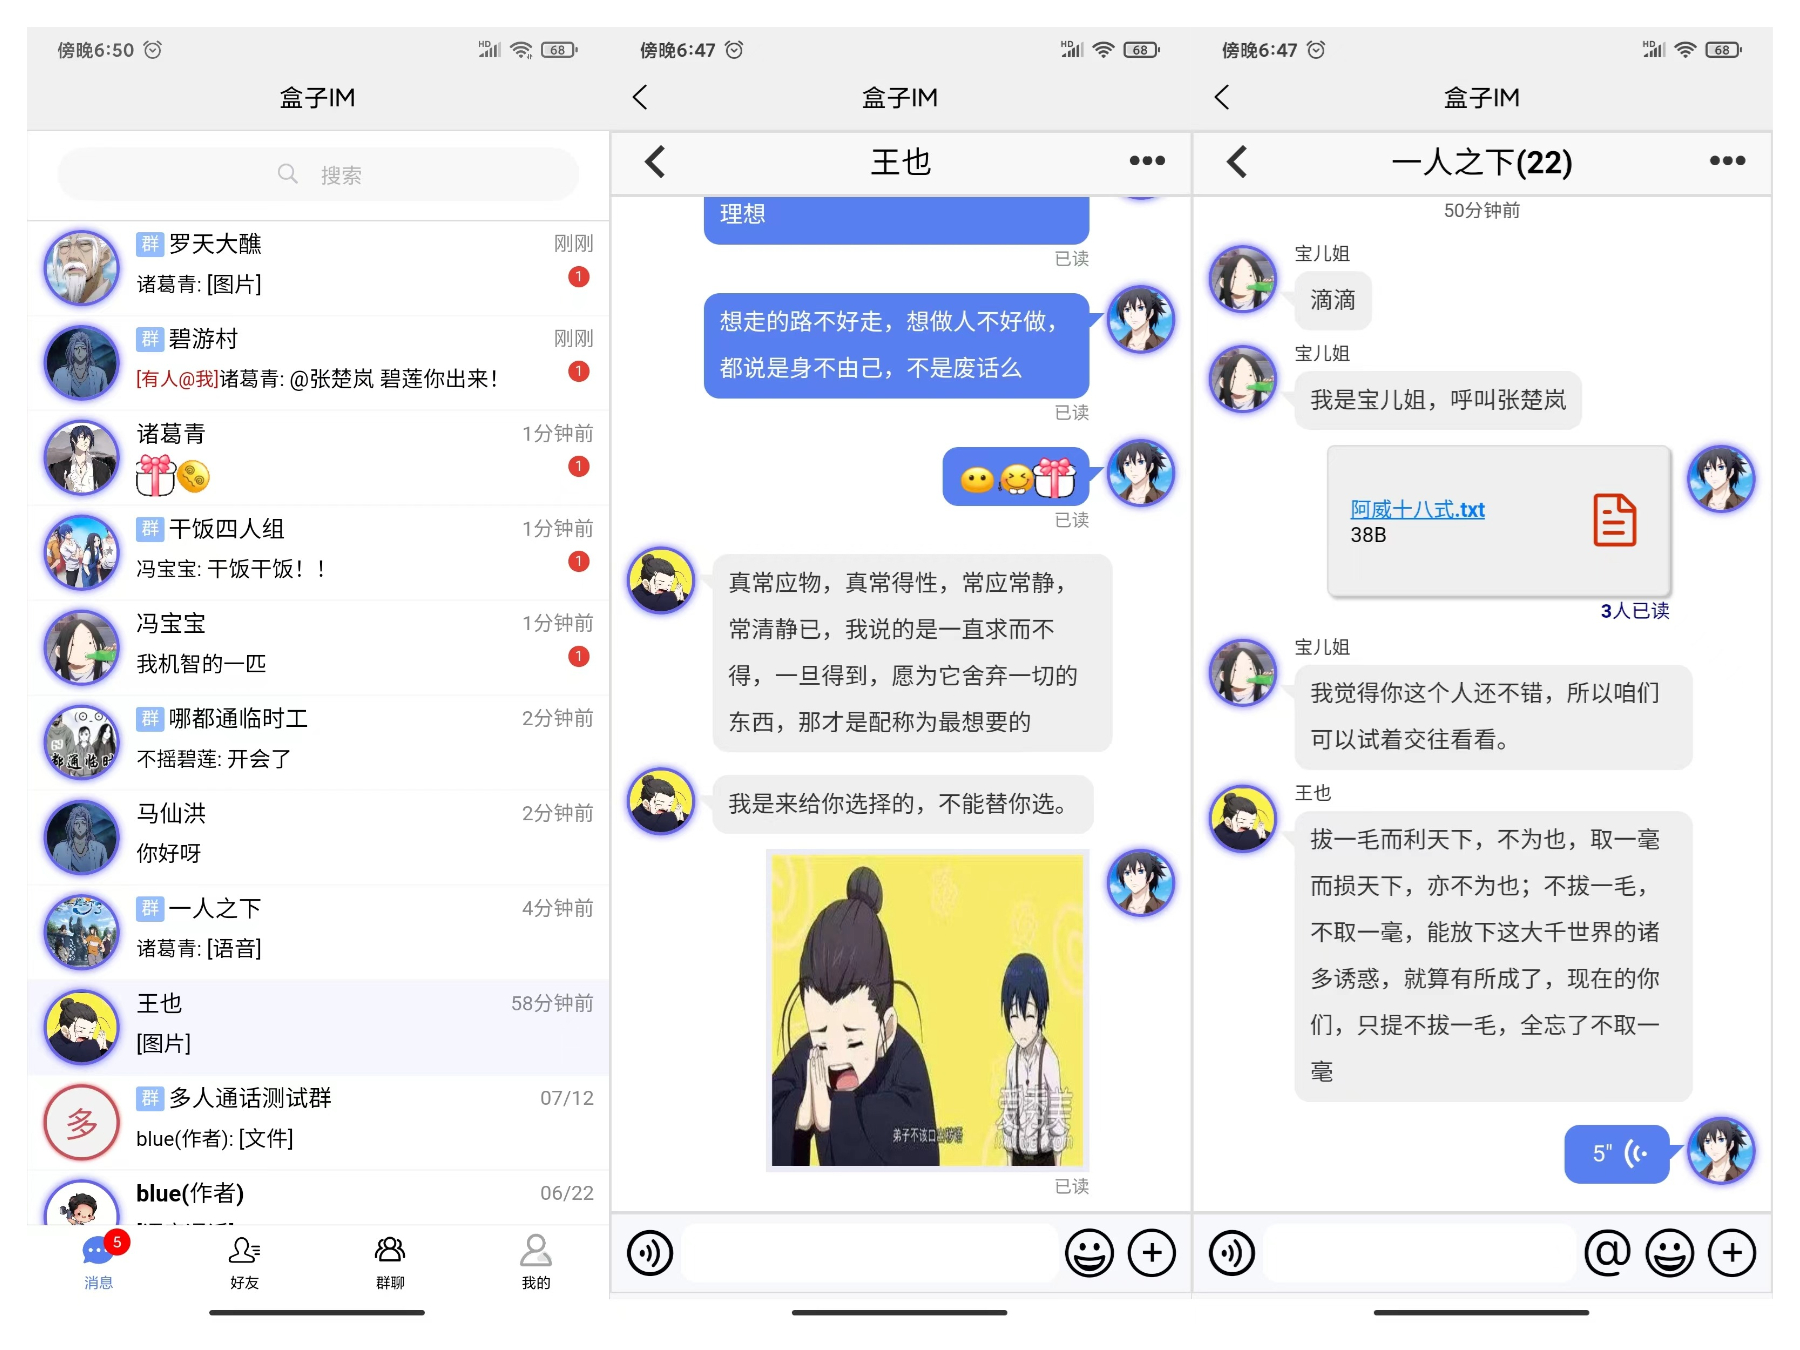 傍晚6:50
HD
68
盒子IM
搜索
群 罗天大醮
刚刚
诸葛青: [图片]
1
群 碧游村
刚刚
[有人@我]诸葛青: @张楚岚 碧莲你出来！
1
诸葛青
1分钟前
1
群 干饭四人组
1分钟前
冯宝宝: 干饭干饭！！
1
冯宝宝
1分钟前
我机智的一匹
1
群 哪都通临时工
2分钟前
不摇碧莲: 开会了
马仙洪
2分钟前
你好呀
群 一人之下
4分钟前
诸葛青: [语音]
王也
58分钟前
[图片]
多
群 多人通话测试群
07/12
blue(作者): [文件]
blue(作者)
06/22
5
消息
好友
群聊
我的
傍晚6:47
HD
68
盒子IM
王也
理想
已读
想走的路不好走，想做人不好做，
都说是身不由己，不是废话么
已读
已读
真常应物，真常得性，常应常静，
常清静已，我说的是一直求而不
得，一旦得到，愿为它舍弃一切的
东西，那才是配称为最想要的
我是来给你选择的，不能替你选。
已读
傍晚6:47
HD
68
盒子IM
一人之下(22)
50分钟前
宝儿姐
滴滴
宝儿姐
我是宝儿姐，呼叫张楚岚
阿威十八式.txt
38B
3人已读
宝儿姐
我觉得你这个人还不错，所以咱们
可以试着交往看看。
王也
拔一毛而利天下，不为也，取一毫
而损天下，亦不为也；不拔一毛，
不取一毫，能放下这大千世界的诸
多诱惑，就算有所成了，现在的你
们，只提不拔一毛，全忘了不取一
毫
5"
@